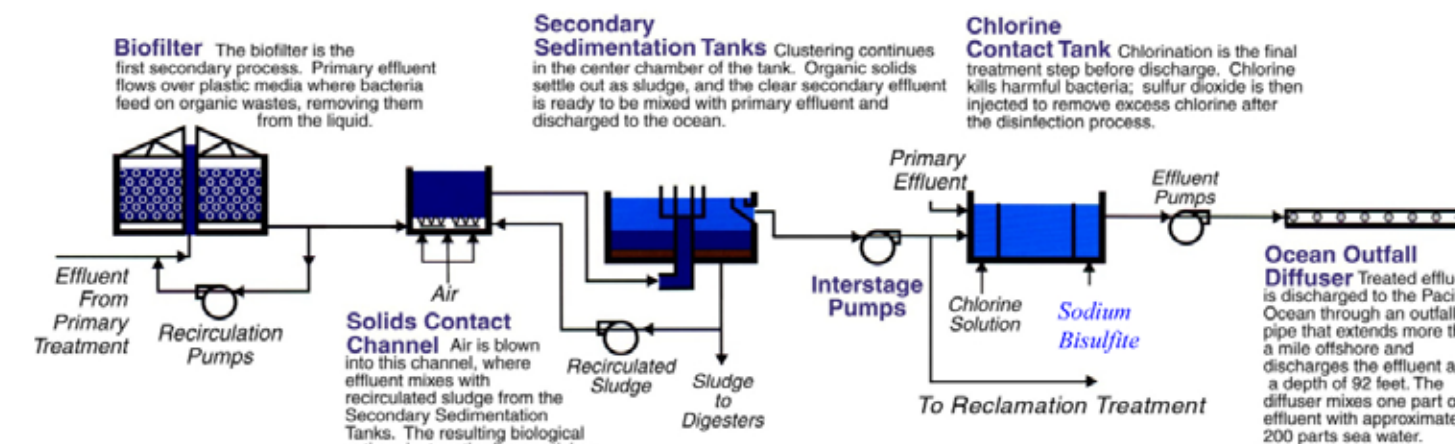 Biofilter The biofilter is the
first secondary process. Primary effluent
flows over plastic media where bacteria
feed on organic wastes, removing them
from the liquid.
Secondary
Sedimentation Tanks Clustering continues
in the center chamber of the tank. Organic solids
settle out as sludge, and the clear secondary effluent
is ready to be mixed with primary effluent and
discharged to the ocean.
Chlorine
Contact Tank Chlorination is the final
treatment step before discharge. Chlorine
kills harmful bacteria; sulfur dioxide is then
injected to remove excess chlorine after
the disinfection process.
Primary
Effluent
Effluent
Pumps
Effluent
From
Primary
Treatment
Recirculation
Pumps
Air
Solids Contact
Channel Air is blown
into this channel, where
effluent mixes with
recirculated sludge from the
Secondary Sedimentation
Tanks. The resulting biological
Recirculated
Sludge
Sludge
to
Digesters
Interstage
Pumps
Chlorine
Solution
Sodium
Bisulfite
To Reclamation Treatment
Ocean Outfall
Diffuser Treated efflu
is discharged to the Paci
Ocean through an outfall
pipe that extends more th
a mile offshore and
discharges the effluent a
a depth of 92 feet. The
diffuser mixes one part o
effluent with approximate
200 parts sea water.